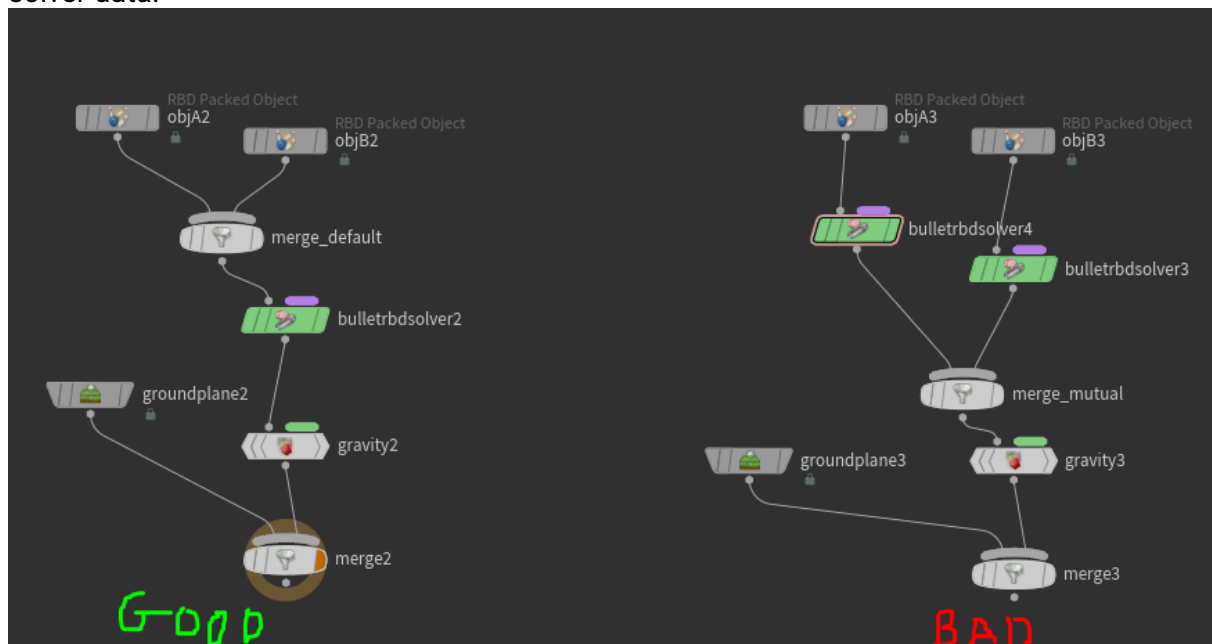 RBD Packed Object
objA2
RBD Packed Object
objB2
merge_default
bulletrbdsolver2
groundplane2
gravity2
merge2
GOOD
RBD Packed Object
objA3
RBD Packed Object
objB3
bulletrbdsolver4
bulletrbdsolver3
merge_mutual
groundplane3
gravity3
merge3
BAD